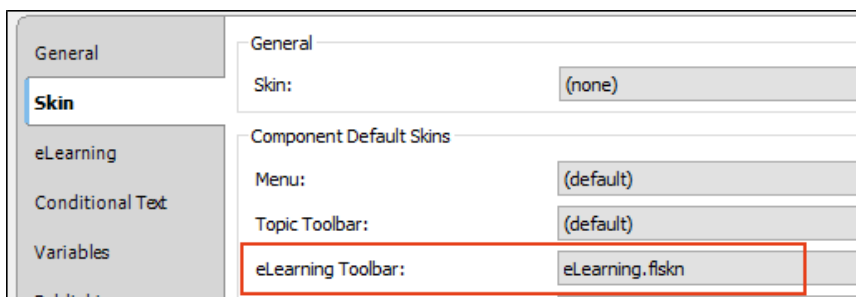 General
Skin
eLearning
Conditional Text
Variables
General
Skin: (none)
Component Default Skins
Menu: (default)
Topic Toolbar: (default)
eLearning Toolbar: eLearning.flskn